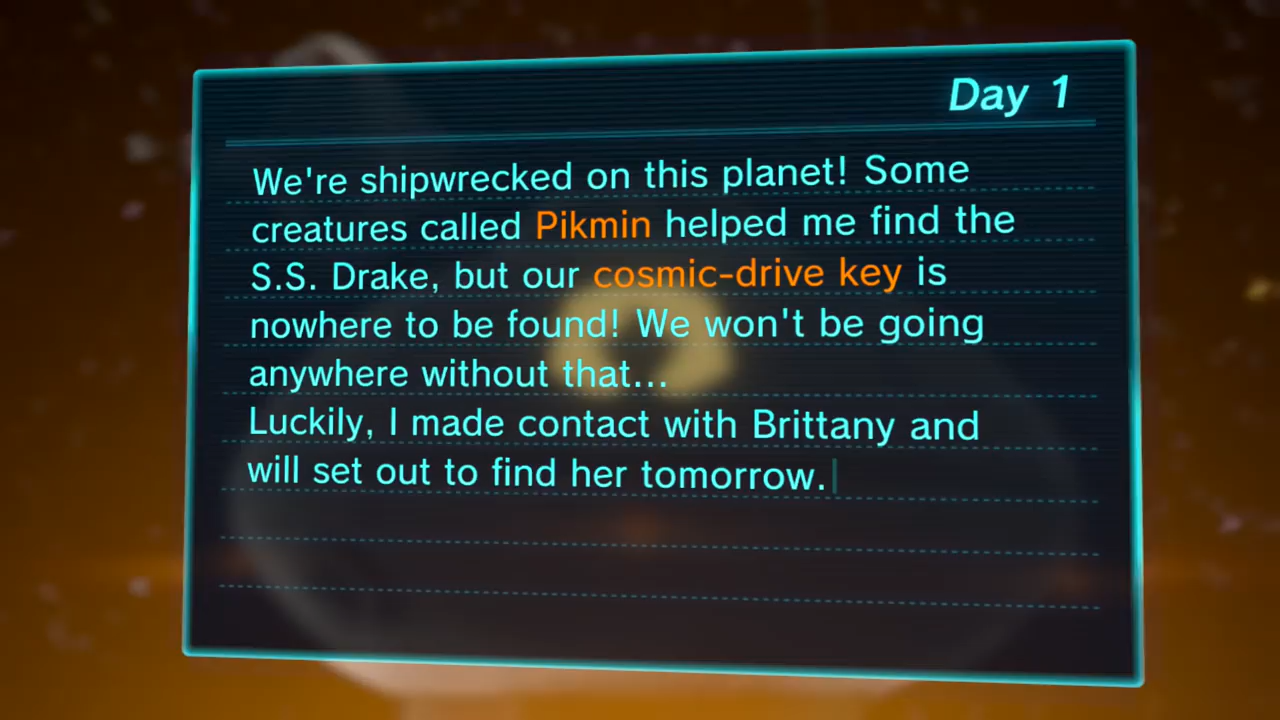 Day 1
We're shipwrecked on this planet! Some
creatures called Pikmin helped me find the
S.S. Drake, but our cosmic-drive key is
nowhere to be found! We won't be going
anywhere without that...
Luckily, I made contact with Brittany and
will set out to find her tomorrow.